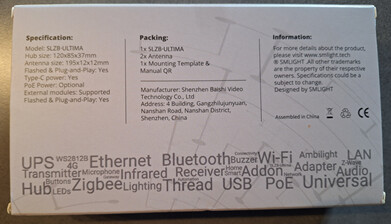 Specification:
Model: SLZB-ULTIMA
Hub size: 120x85x37mm
Antenna size: 195x12x12mm
Flashed & Plug-and-Play: Yes
Type-C power: Yes
PoE Power: Optional
External modules: Supported
Flashed & Plug-and-Play: Yes
Packing:
1x SLZB-ULTIMA
2x Antenna
1x Mounting Template &
Manual QR
Manufacturer:
Shenzhen Baishi Video
Technology Co., Ltd
Address: 4 Building, Gangzhilujunyuan,
Nanshan Road, Nanshan District,
Shenzhen, China
Information:
For more details about the product,
please visit www.smlight.tech
® SMLIGHT All other trademarks
are the property of their respective
owners. Specifications could be a
subject to change.
Designed by SMLIGHT
Assembled in China
CE
UPS WS2812B Ethernet Bluetooth Buzzer Wi-Fi Ambilight LAN
4G Z-Wave
Transmitter Microphone Infrared Receiver Home Addon Adapter Audio
Hub Buttons LEDs Zigbee Lighting Automation Thread USB PoE Universal